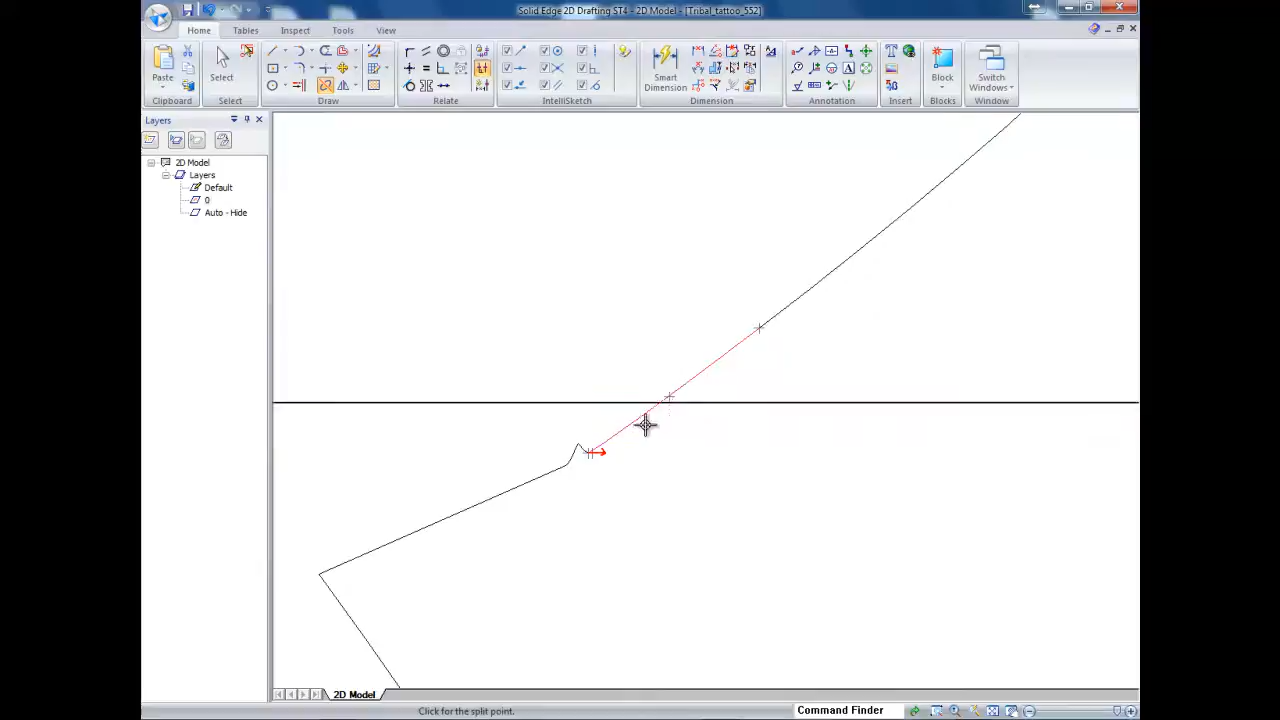 Solid Edge 2D Drafting ST4 - 2D Model - [Tribal_tattoo_552]
Home Tables Inspect Tools View
Paste Select Smart Dimension Block Switch Windows
Clipboard Select Draw Relate IntelliSketch Dimension Annotation Insert Blocks Window
Layers
2D Model
Layers
Default
0
Auto - Hide
2D Model
Click for the split point.
Command Finder